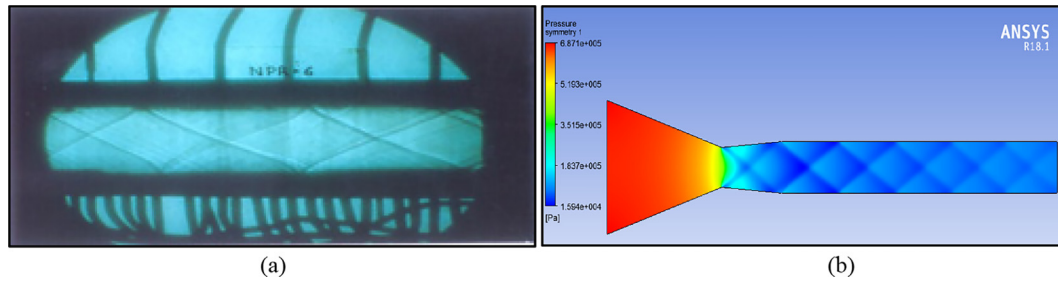 NPR=6
Pressure
symmetry 1
6.871e+005
5.193e+005
3.515e+005
1.837e+005
1.594e+004
[Pa]
ANSYS
R18.1
(a)
(b)